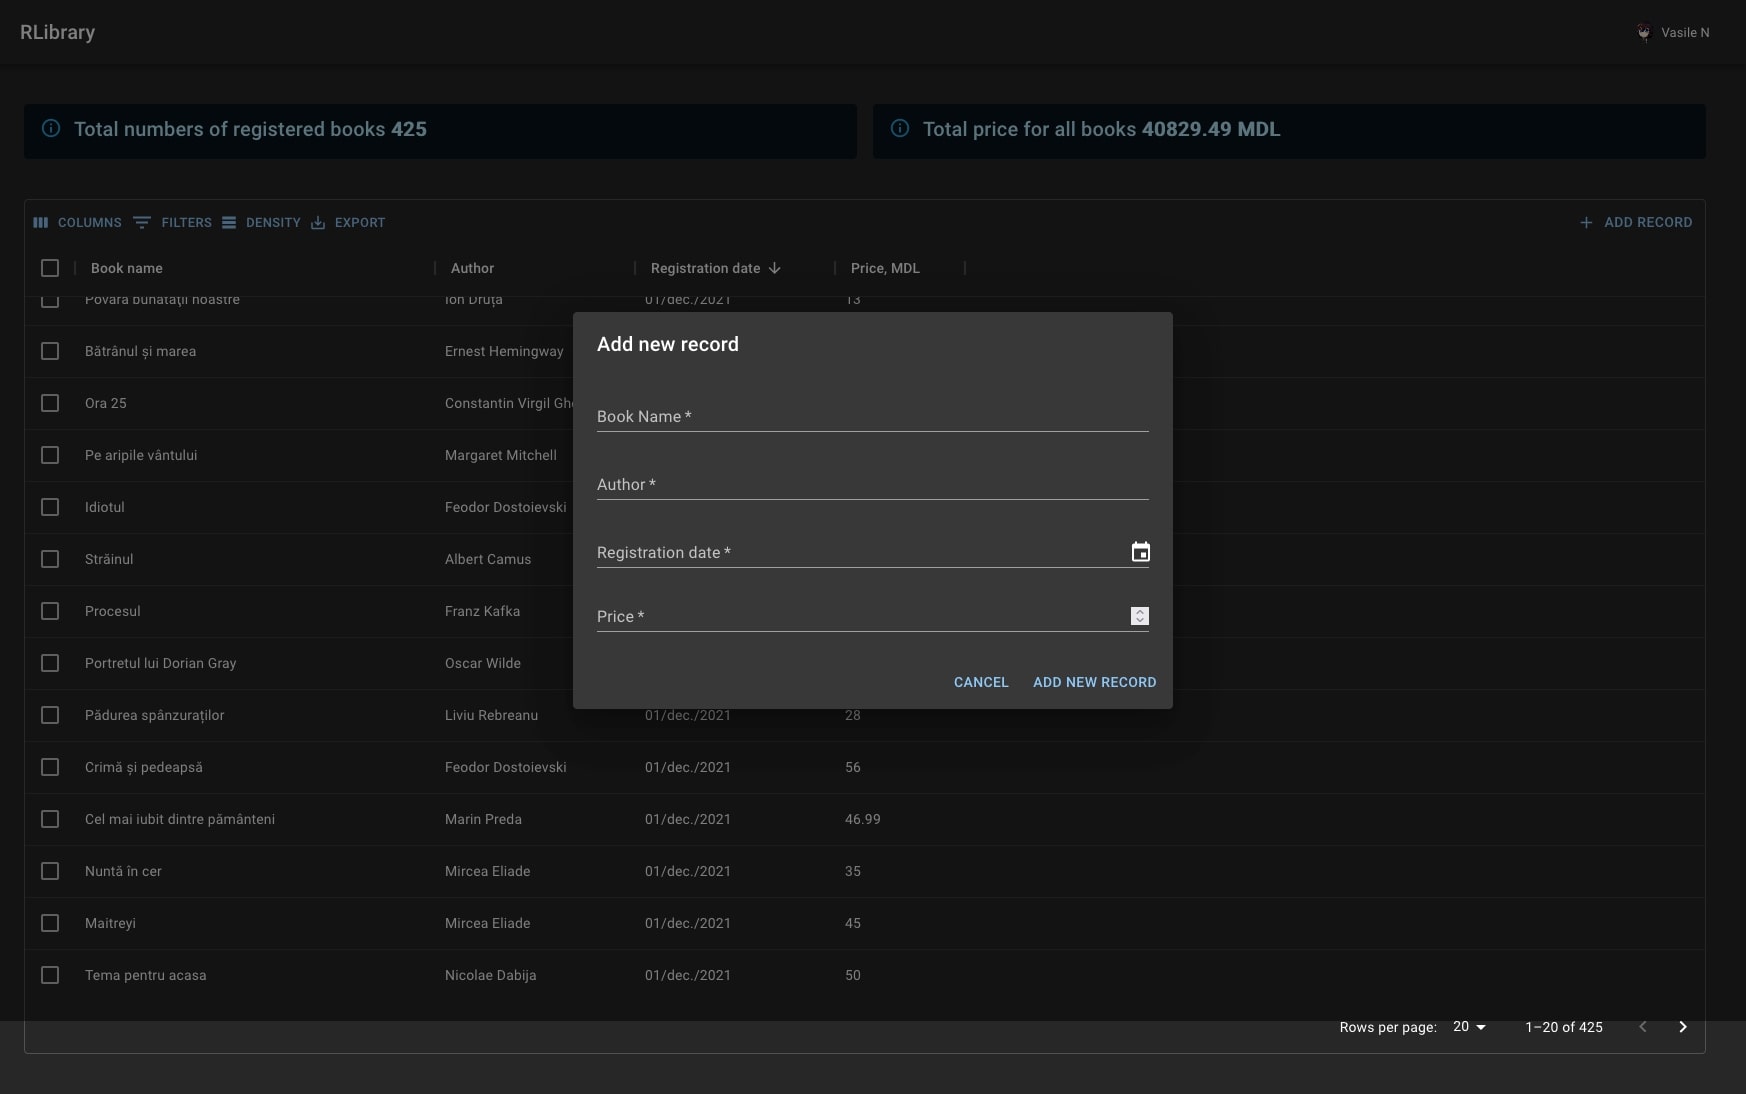 RLibrary
Vasile N
Total numbers of registered books 425
Total price for all books 40829.49 MDL
COLUMNS FILTERS DENSITY EXPORT
ADD RECORD
Book name Author Registration date Price, MDL
Povara bunătații noastre Ion Druța 01/dec./2021 13
Bătrânul și marea Ernest Hemingway
Ora 25 Constantin Virgil Ghe
Pe aripile vântului Margaret Mitchell
Idiotul Feodor Dostoievski
Străinul Albert Camus
Procesul Franz Kafka
Portretul lui Dorian Gray Oscar Wilde
Pădurea spânzuraților Liviu Rebreanu 01/dec./2021 28
Crimă și pedeapsă Feodor Dostoievski 01/dec./2021 56
Cel mai iubit dintre pământeni Marin Preda 01/dec./2021 46.99
Nuntă în cer Mircea Eliade 01/dec./2021 35
Maitreyi Mircea Eliade 01/dec./2021 45
Tema pentru acasa Nicolae Dabija 01/dec./2021 50
Add new record
Book Name *
Author *
Registration date *
Price *
CANCEL ADD NEW RECORD
Rows per page: 20 1–20 of 425